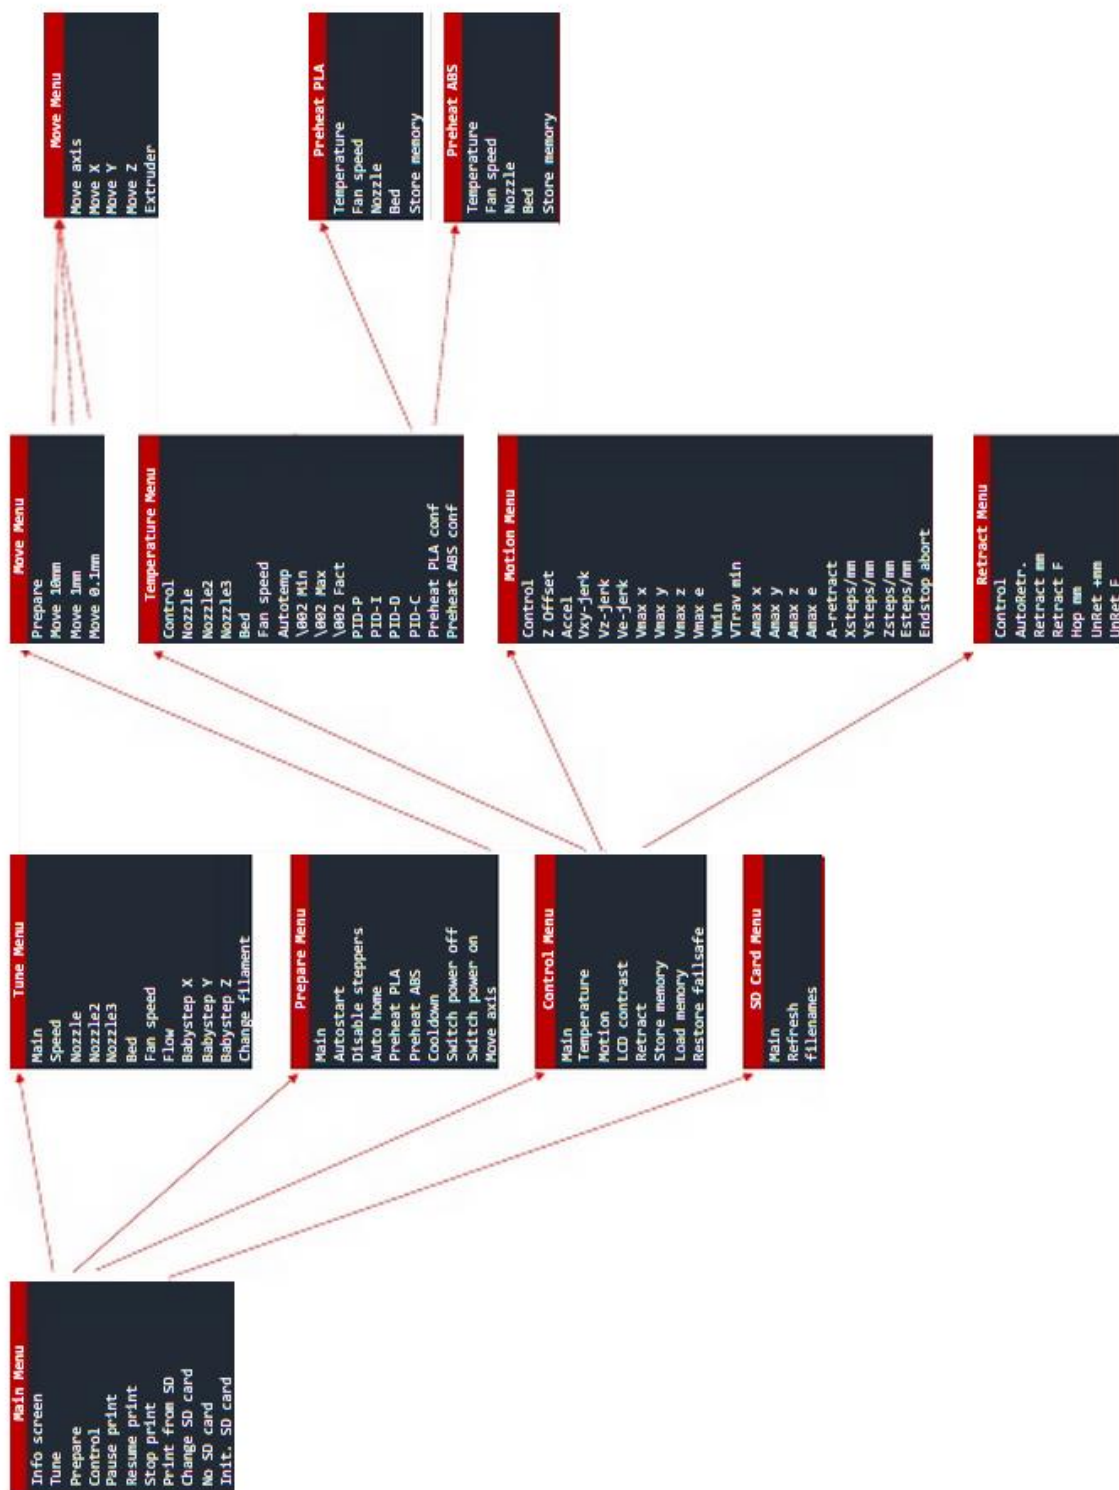 Main Menu
Info screen
Tune
Prepare
Control
Pause print
Resume print
Stop print
Print from SD
Change SD card
No SD card
Init. SD card
Tune Menu
Main
Speed
Nozzle
Nozzle2
Nozzle3
Bed
Fan speed
Flow
Babystep X
Babystep Y
Babystep Z
Change filament
Prepare Menu
Main
Autostart
Disable steppers
Auto home
Preheat PLA
Preheat ABS
Cooldown
Switch power off
Switch power on
Move axis
Control Menu
Main
Temperature
Motion
LCD contrast
Retract
Store memory
Load memory
Restore failsafe
SD Card Menu
Main
Refresh
filenames
Move Menu
Prepare
Move 10mm
Move 1mm
Move 0.1mm
Temperature Menu
Control
Nozzle
Nozzle2
Nozzle3
Bed
Fan speed
Autotemp
\002 Min
\002 Max
\002 Fact
PID-P
PID-I
PID-D
PID-C
Preheat PLA conf
Preheat ABS conf
Motion Menu
Control
Z Offset
Accel
Vxy-jerk
Vz-jerk
Ve-jerk
Vmax x
Vmax y
Vmax z
Vmax e
Vmin
VTrav min
Amax x
Amax y
Amax z
Amax e
A-retract
Xsteps/mm
Ysteps/mm
Zsteps/mm
Esteps/mm
Endstop abort
Retract Menu
Control
AutoRetr.
Retract mm
Retract F
Hop mm
UnRet +mm
UnRet F
Move Menu
Move axis
Move X
Move Y
Move Z
Extruder
Preheat PLA
Temperature
Fan speed
Nozzle
Bed
Store memory
Preheat ABS
Temperature
Fan speed
Nozzle
Bed
Store memory